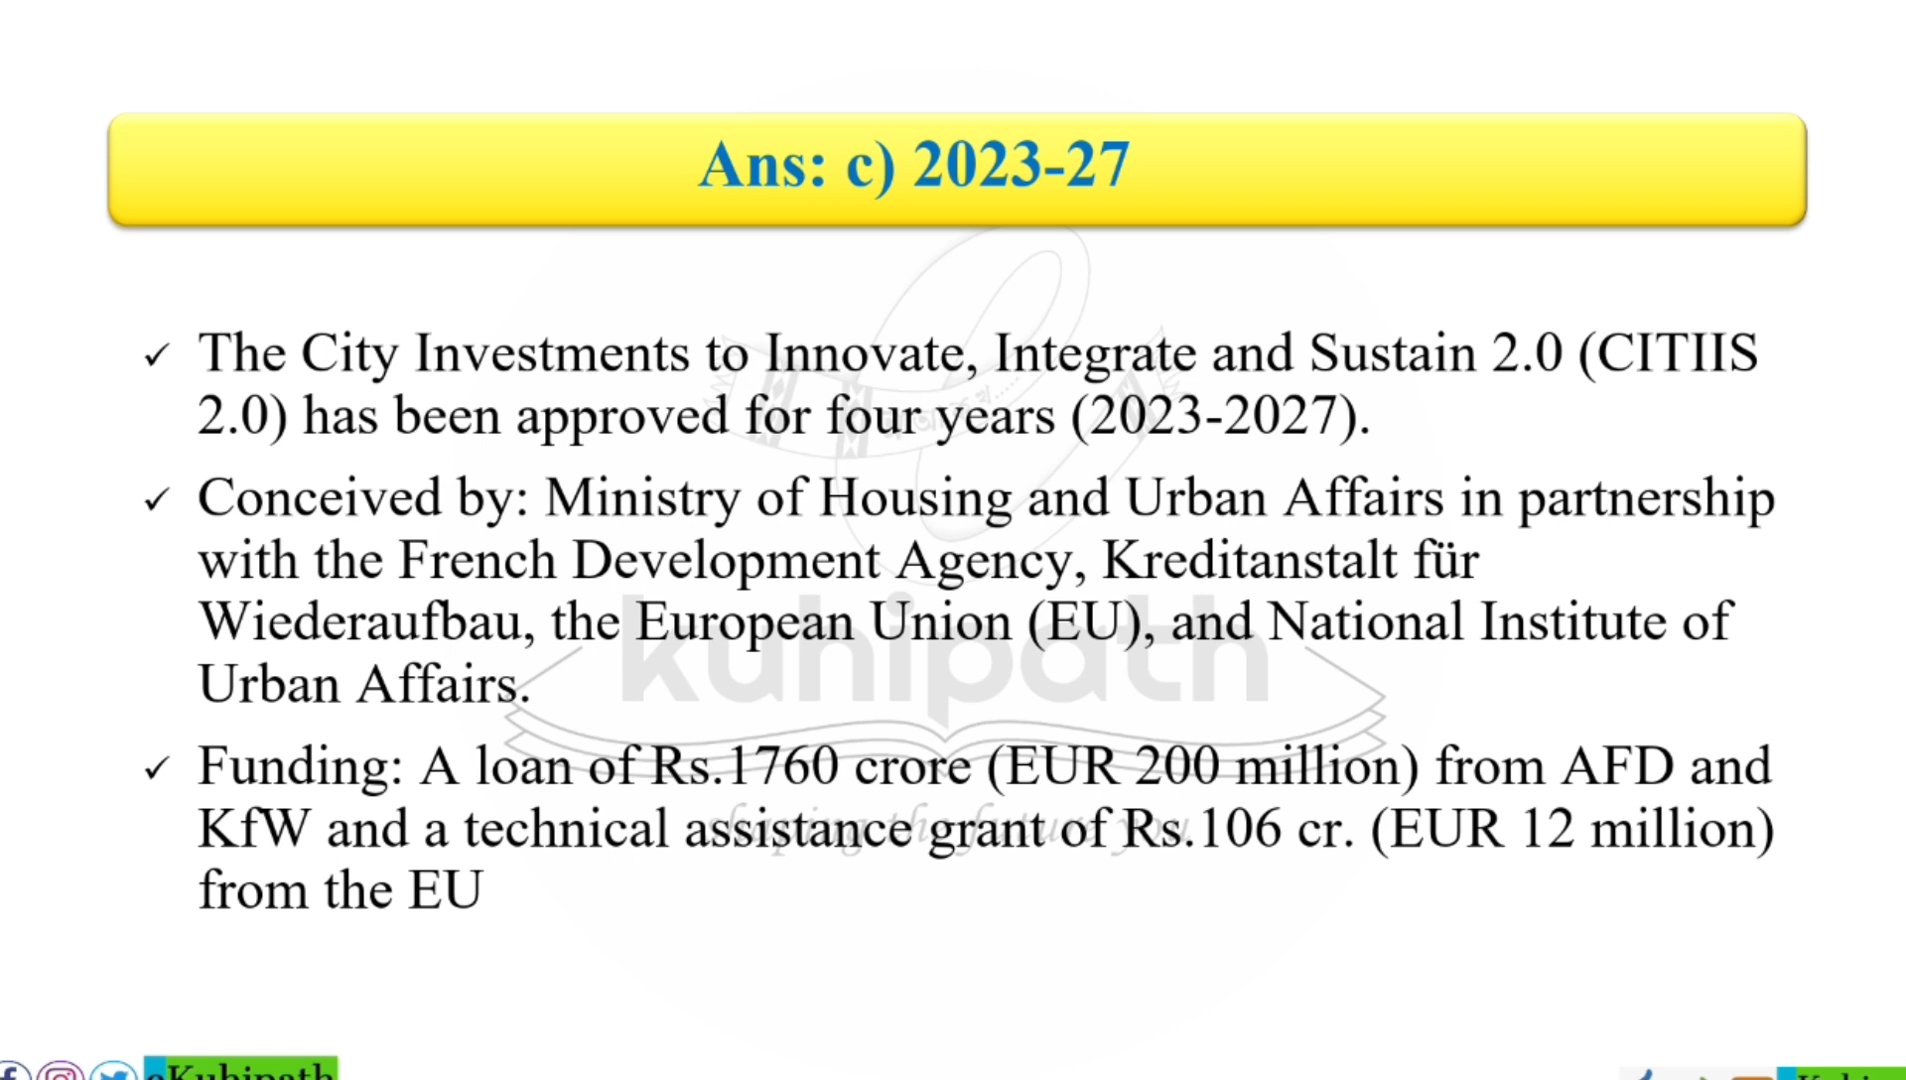 Ans: c) 2023-27
✓ The City Investments to Innovate, Integrate and Sustain 2.0 (CITIIS
2.0) has been approved for four years (2023-2027).
✓ Conceived by: Ministry of Housing and Urban Affairs in partnership
with the French Development Agency, Kreditanstalt für
Wiederaufbau, the European Union (EU), and National Institute of
Urban Affairs.
kuhipath
✓ Funding: A loan of Rs.1760 crore (EUR 200 million) from AFD and
KfW and a technical assistance grant of Rs.106 cr. (EUR 12 million)
from the EU
shaping the future you
eKuhipath